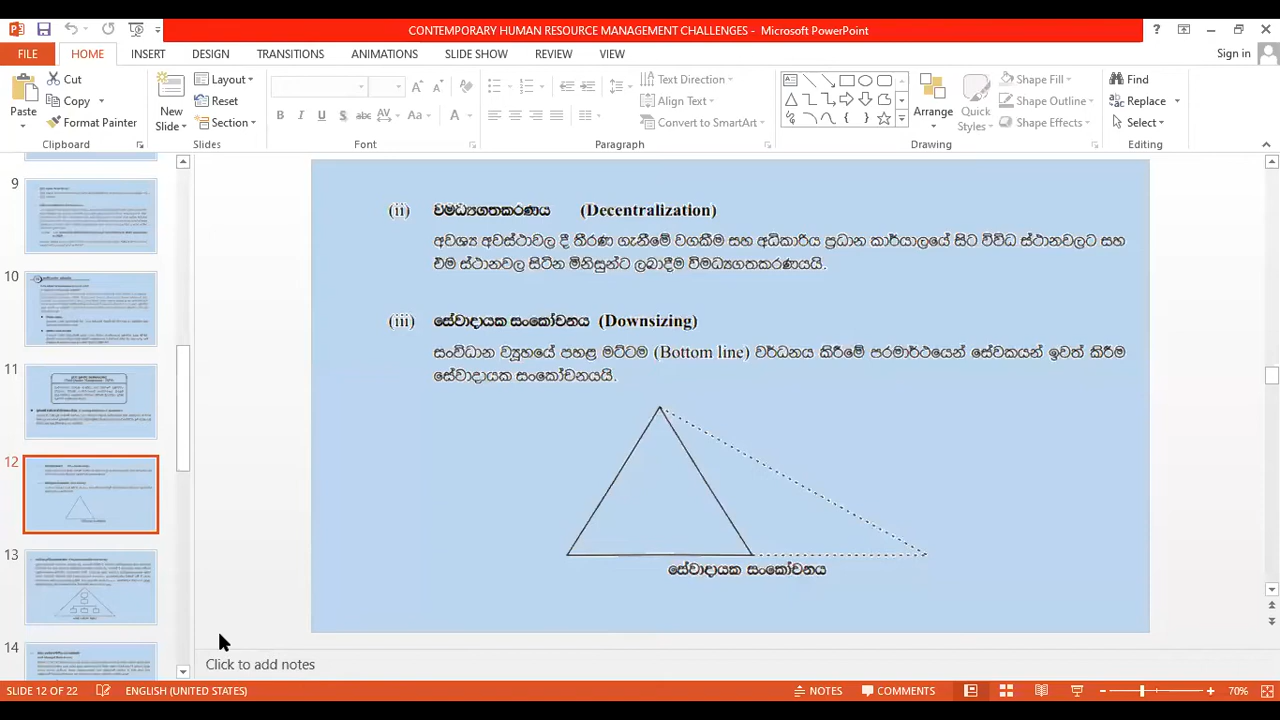 CONTEMPORARY HUMAN RESOURCE MANAGEMENT CHALLENGES - Microsoft PowerPoint
FILE HOME INSERT DESIGN TRANSITIONS ANIMATIONS SLIDE SHOW REVIEW VIEW Sign in
Cut Layout Reset Section
Paste Copy Format Painter New Slide
Text Direction Align Text Convert to SmartArt
Arrange Quick Styles Shape Fill Shape Outline Shape Effects
Find Replace Select
Clipboard Slides Font Paragraph Drawing Editing
9
10
11
12
13
14
(ii) විමධ්‍යගතකරණය (Decentralization)
අවශ්‍ය අවස්ථාවල දී තීරණ ගැනීමේ වගකීම සහ අධිකාරිය ප්‍රධාන කාර්යාලයේ සිට විවිධ ස්ථානවලට සහ
එම ස්ථානවල සිටින මිනිසුන්ට ලබාදීම විමධ්‍යගතකරණයයි.
(iii) සේවාදායක සංකෝචනය (Downsizing)
සංවිධාන ව්‍යුහයේ පහළ මට්ටම (Bottom line) වර්ධනය කිරීමේ පරමාර්ථයෙන් සේවකයන් ඉවත් කිරීම
සේවාදායක සංකෝචනයයි.
සේවාදායක සංකෝචනය
Click to add notes
SLIDE 12 OF 22 ENGLISH (UNITED STATES) NOTES COMMENTS 70%